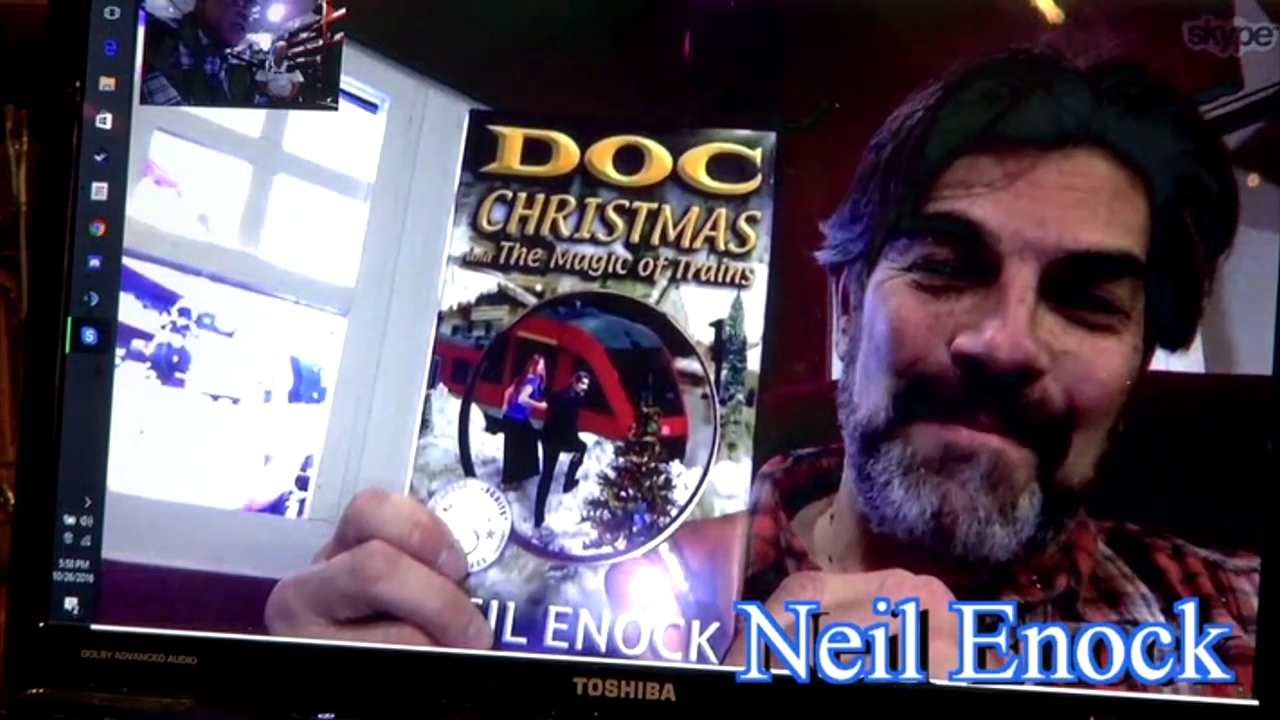 skype
DOC
CHRISTMAS
and The Magic of Trains
EIL ENOCK
Neil Enock
5:50 PM
10/26/2016
DOLBY ADVANCED AUDIO
TOSHIBA